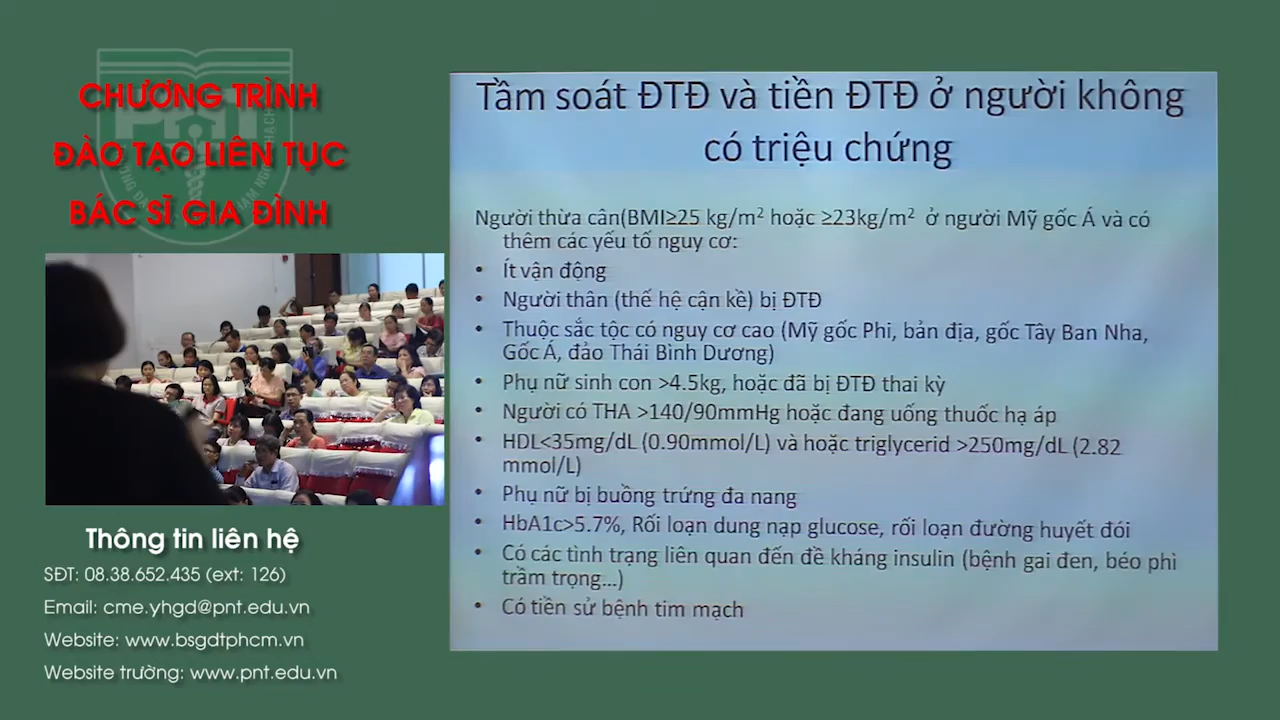 CHƯƠNG TRÌNH
ĐÀO TẠO LIÊN TỤC
BÁC SĨ GIA ĐÌNH
PNT
Thông tin liên hệ
SĐT: 08.38.652.435 (ext: 126)
Email: cme.yhgd@pnt.edu.vn
Website: www.bsgdtphcm.vn
Website trường: www.pnt.edu.vn
Tầm soát ĐTĐ và tiền ĐTĐ ở người không
có triệu chứng
Người thừa cân(BMI≥25 kg/m² hoặc ≥23kg/m² ở người Mỹ gốc Á và có
thêm các yếu tố nguy cơ:
• Ít vận động
• Người thân (thế hệ cận kề) bị ĐTĐ
• Thuộc sắc tộc có nguy cơ cao (Mỹ gốc Phi, bản địa, gốc Tây Ban Nha,
Gốc Á, đảo Thái Bình Dương)
• Phụ nữ sinh con >4.5kg, hoặc đã bị ĐTĐ thai kỳ
• Người có THA >140/90mmHg hoặc đang uống thuốc hạ áp
• HDL<35mg/dL (0.90mmol/L) và hoặc triglycerid >250mg/dL (2.82
mmol/L)
• Phụ nữ bị buồng trứng đa nang
• HbA1c>5.7%, Rối loạn dung nạp glucose, rối loạn đường huyết đói
• Có các tình trạng liên quan đến đề kháng insulin (bệnh gai đen, béo phì
trầm trọng...)
• Có tiền sử bệnh tim mạch